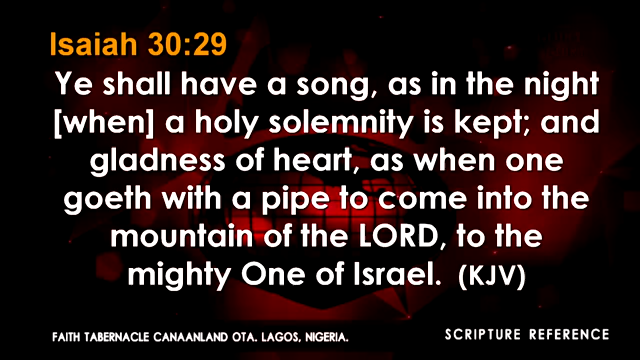 Isaiah 30:29
Ye shall have a song, as in the night
[when] a holy solemnity is kept; and
gladness of heart, as when one
goeth with a pipe to come into the
mountain of the LORD, to the
mighty One of Israel. (KJV)
FAITH TABERNACLE CANAANLAND OTA. LAGOS, NIGERIA.
SCRIPTURE REFERENCE